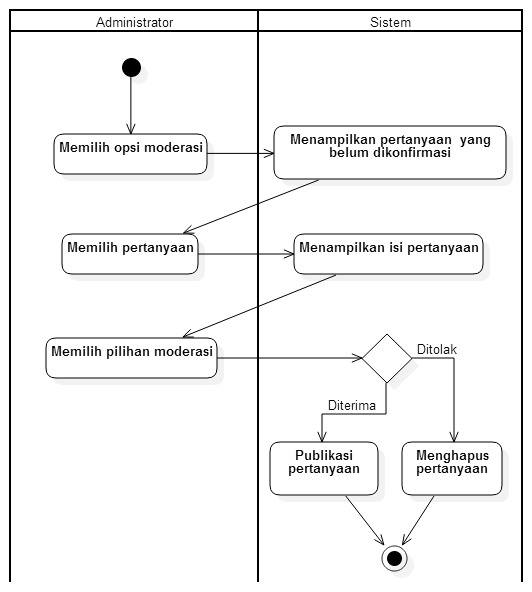 Administrator
Sistem
Memilih opsi moderasi
Menampilkan pertanyaan yang
belum dikonfirmasi
Memilih pertanyaan
Menampilkan isi pertanyaan
Memilih pilihan moderasi
Ditolak
Diterima
Publikasi
pertanyaan
Menghapus
pertanyaan